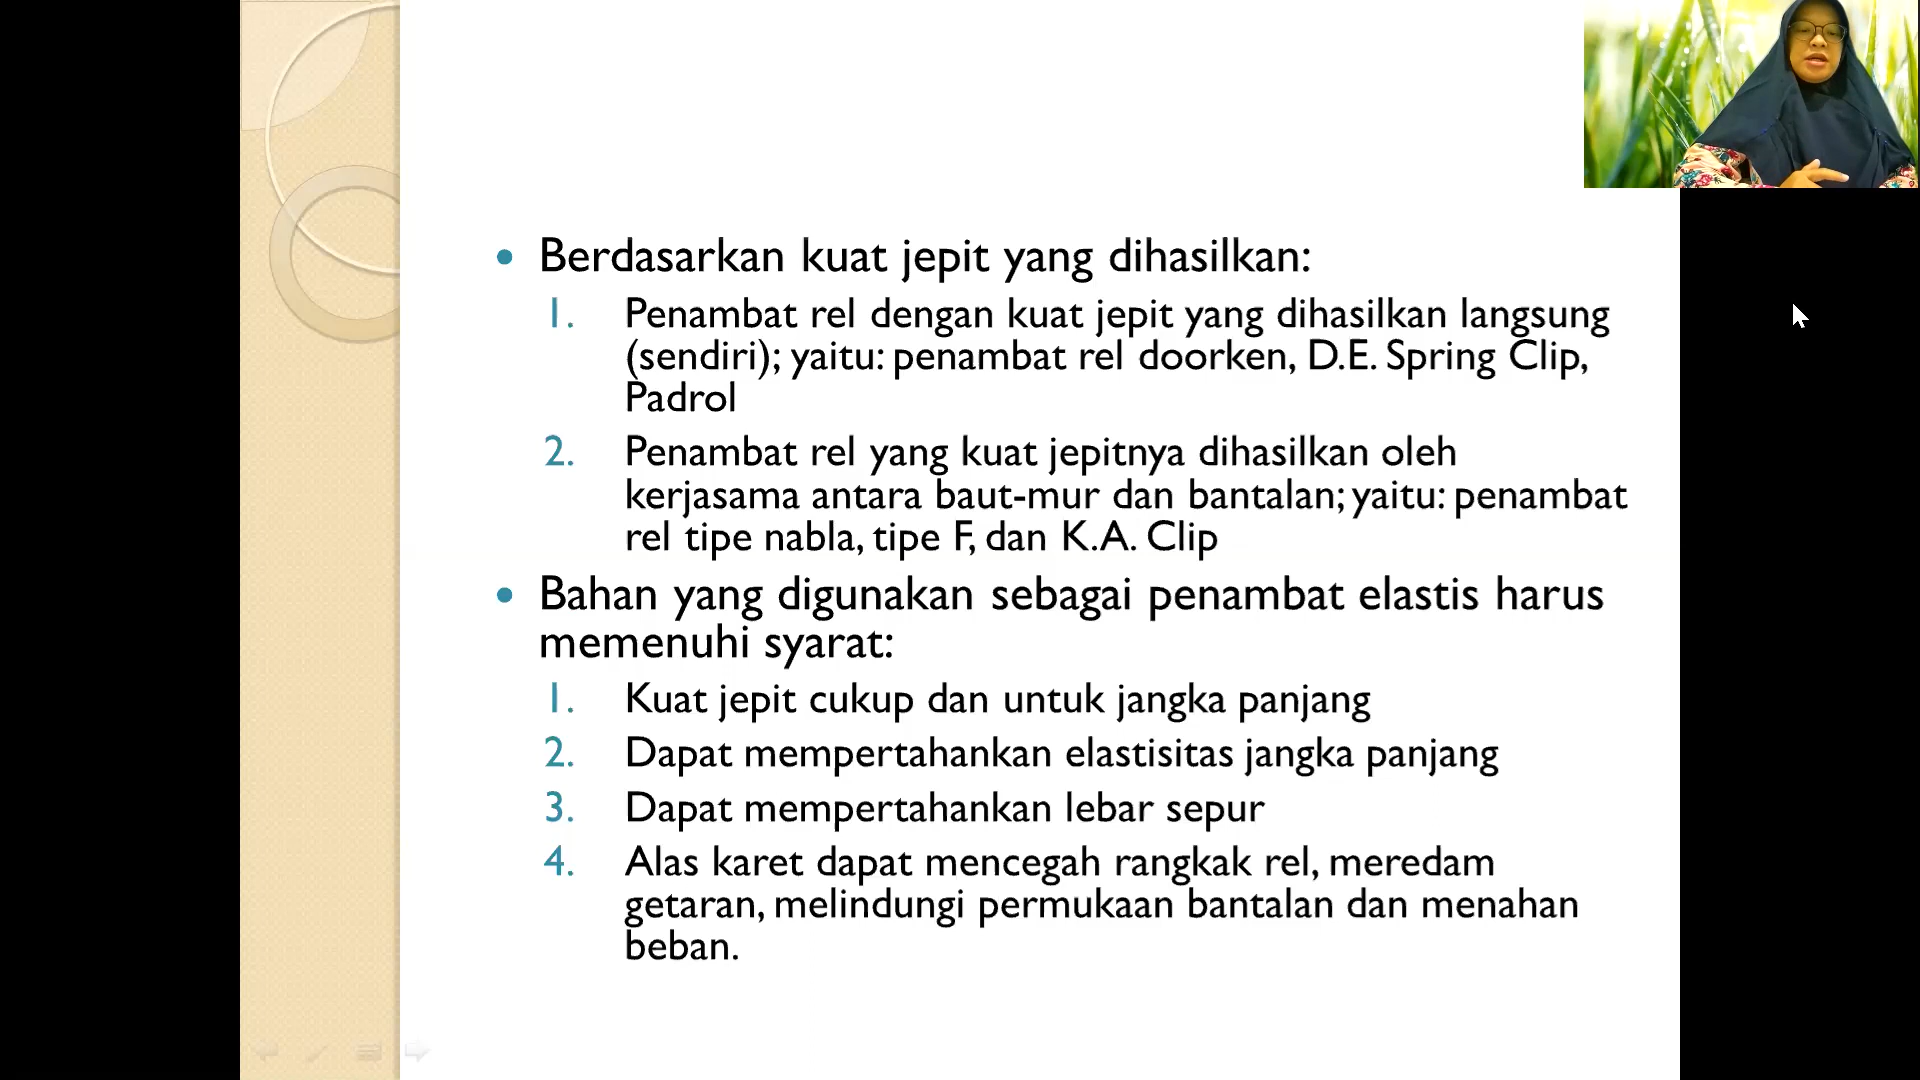 • Berdasarkan kuat jepit yang dihasilkan:
1. Penambat rel dengan kuat jepit yang dihasilkan langsung
(sendiri); yaitu: penambat rel doorken, D.E. Spring Clip,
Padrol
2. Penambat rel yang kuat jepitnya dihasilkan oleh
kerjasama antara baut-mur dan bantalan; yaitu: penambat
rel tipe nabla, tipe F, dan K.A. Clip
• Bahan yang digunakan sebagai penambat elastis harus
memenuhi syarat:
1. Kuat jepit cukup dan untuk jangka panjang
2. Dapat mempertahankan elastisitas jangka panjang
3. Dapat mempertahankan lebar sepur
4. Alas karet dapat mencegah rangkak rel, meredam
getaran, melindungi permukaan bantalan dan menahan
beban.